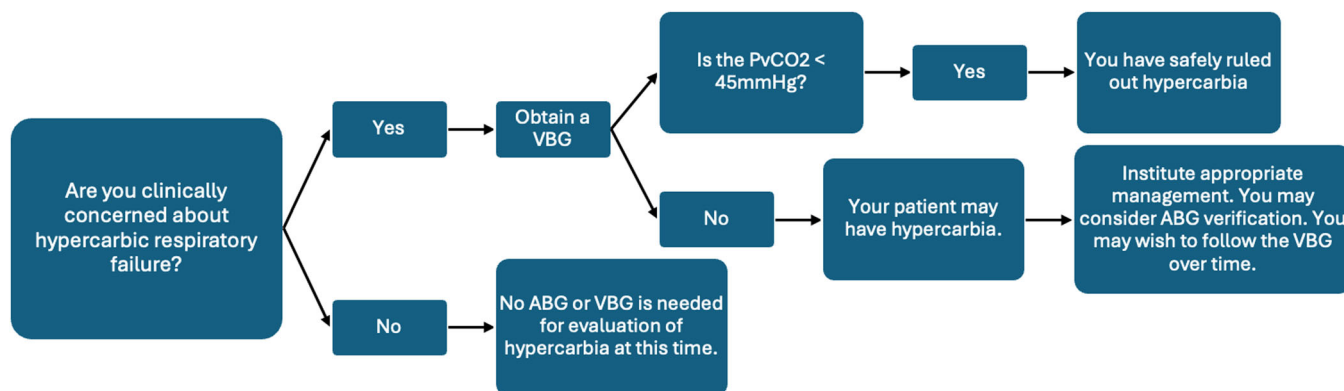 Are you clinically
concerned about
hypercarbic respiratory
failure?
Yes
Obtain a
VBG
Is the PvCO2 <
45mmHg?
Yes
You have safely ruled
out hypercarbia
No
Your patient may
have hypercarbia.
Institute appropriate
management. You may
consider ABG verification. You
may wish to follow the VBG
over time.
No
No ABG or VBG is needed
for evaluation of
hypercarbia at this time.